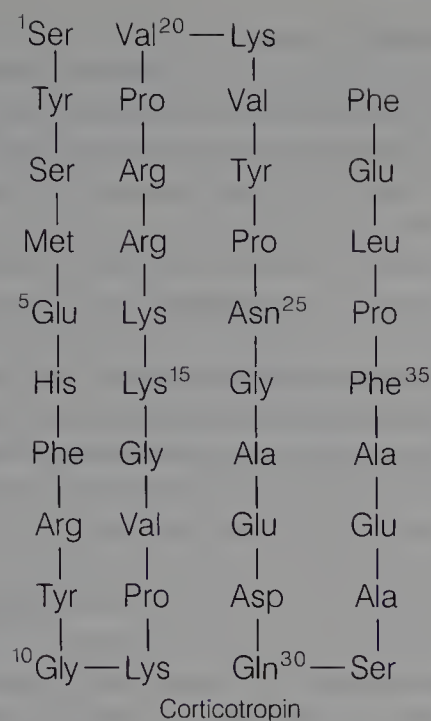 ¹Ser Val²⁰ — Lys
Tyr Pro Val Phe
Ser Arg Tyr Glu
Met Arg Pro Leu
⁵Glu Lys Asn²⁵ Pro
His Lys¹⁵ Gly Phe³⁵
Phe Gly Ala Ala
Arg Val Glu Glu
Tyr Pro Asp Ala
¹⁰Gly — Lys Gln³⁰ — Ser
Corticotropin